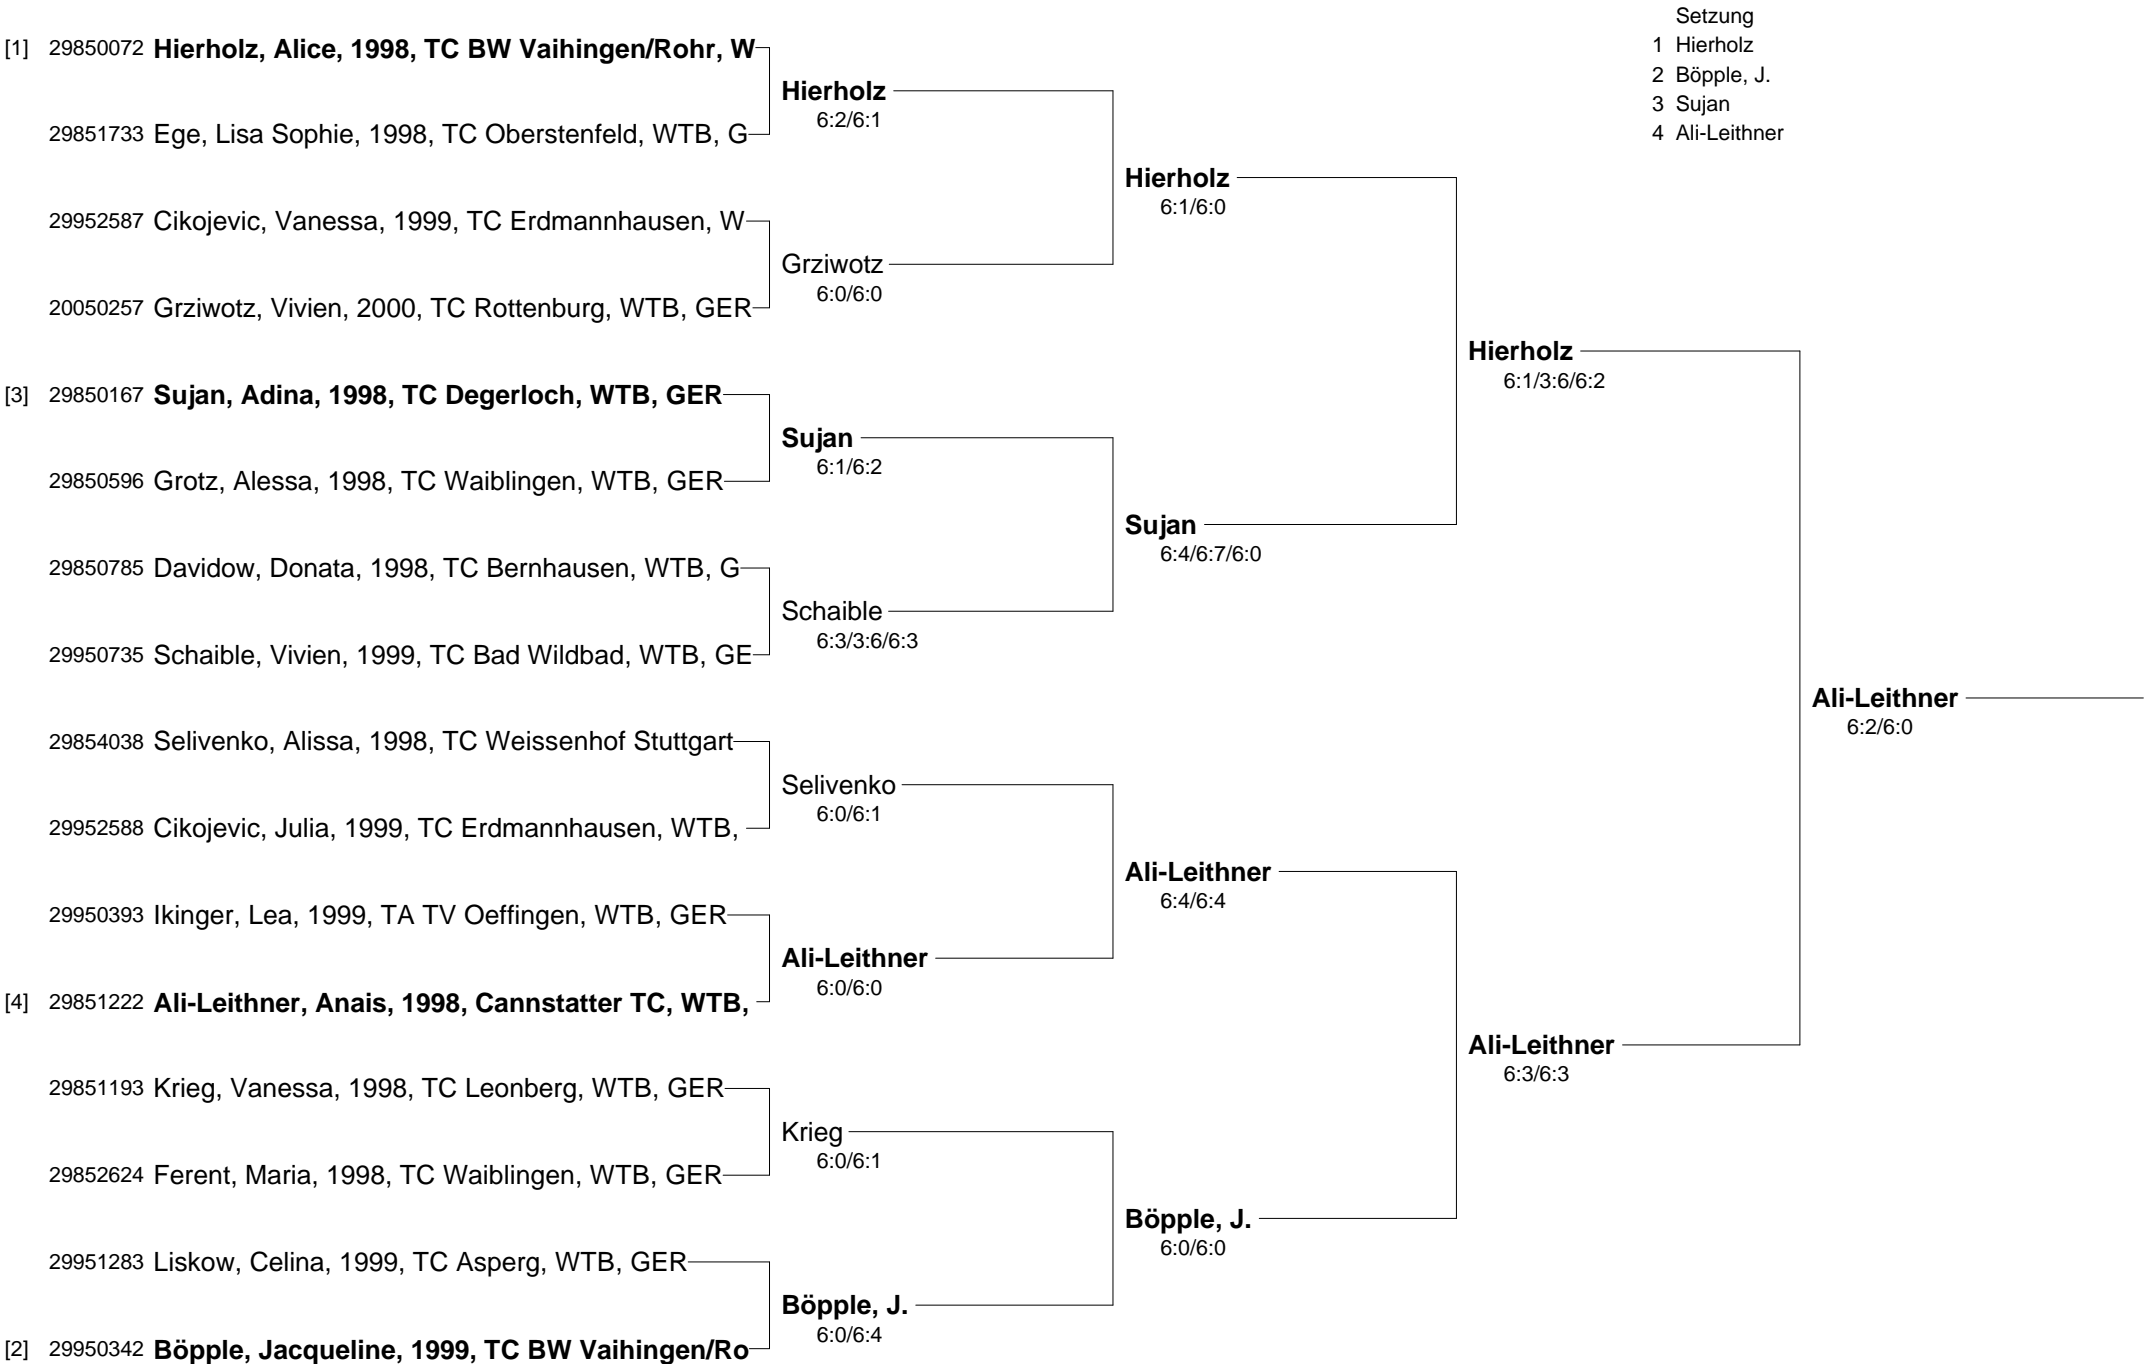 Setzung
1 Hierholz
2 Böpple, J.
3 Sujan
4 Ali-Leithner
[1] 29850072 Hierholz, Alice, 1998, TC BW Vaihingen/Rohr, W
29851733 Ege, Lisa Sophie, 1998, TC Oberstenfeld, WTB, G
29952587 Cikojevic, Vanessa, 1999, TC Erdmannhausen, W
20050257 Grziwotz, Vivien, 2000, TC Rottenburg, WTB, GER
[3] 29850167 Sujan, Adina, 1998, TC Degerloch, WTB, GER
29850596 Grotz, Alessa, 1998, TC Waiblingen, WTB, GER
29850785 Davidow, Donata, 1998, TC Bernhausen, WTB, G
29950735 Schaible, Vivien, 1999, TC Bad Wildbad, WTB, GE
29854038 Selivenko, Alissa, 1998, TC Weissenhof Stuttgart
29952588 Cikojevic, Julia, 1999, TC Erdmannhausen, WTB,
29950393 Ikinger, Lea, 1999, TA TV Oeffingen, WTB, GER
[4] 29851222 Ali-Leithner, Anais, 1998, Cannstatter TC, WTB,
29851193 Krieg, Vanessa, 1998, TC Leonberg, WTB, GER
29852624 Ferent, Maria, 1998, TC Waiblingen, WTB, GER
29951283 Liskow, Celina, 1999, TC Asperg, WTB, GER
[2] 29950342 Böpple, Jacqueline, 1999, TC BW Vaihingen/Ro
Hierholz
6:2/6:1
Grziwotz
6:0/6:0
Sujan
6:1/6:2
Schaible
6:3/3:6/6:3
Selivenko
6:0/6:1
Ali-Leithner
6:0/6:0
Krieg
6:0/6:1
Böpple, J.
6:0/6:4
Hierholz
6:1/6:0
Sujan
6:4/6:7/6:0
Ali-Leithner
6:4/6:4
Böpple, J.
6:0/6:0
Hierholz
6:1/3:6/6:2
Ali-Leithner
6:3/6:3
Ali-Leithner
6:2/6:0